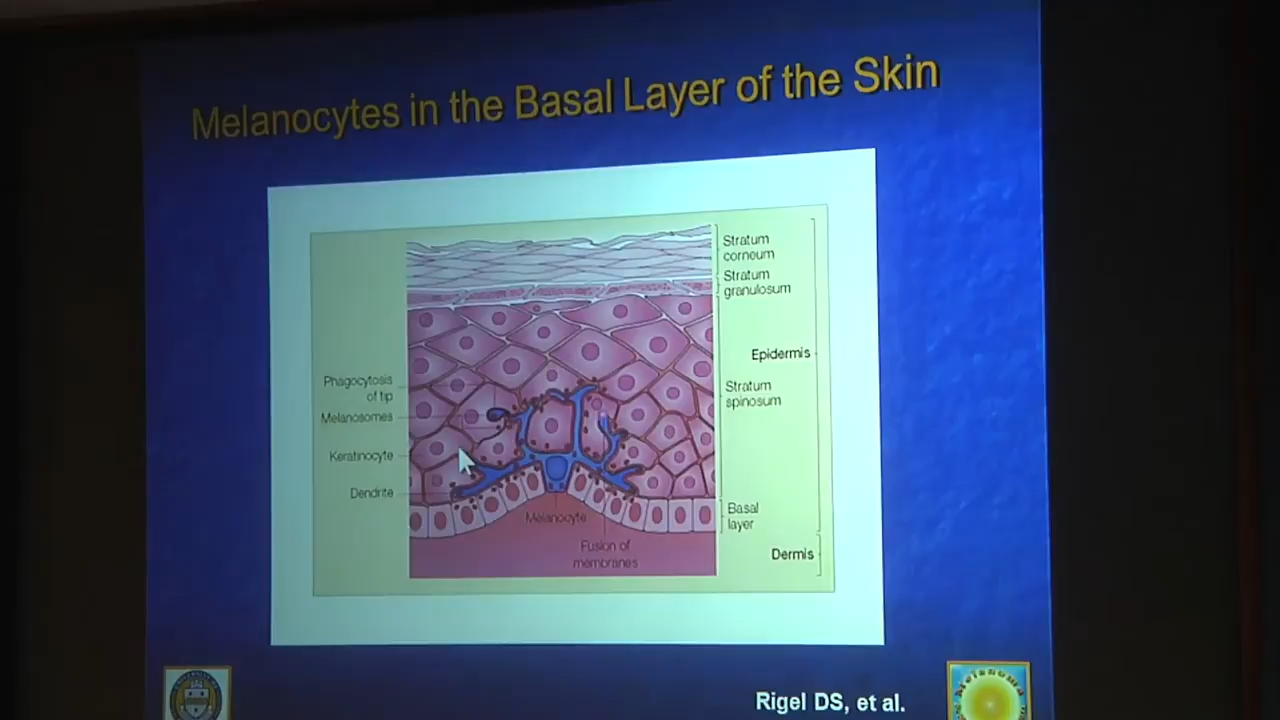 Melanocytes in the Basal Layer of the Skin
Stratum
corneum
Stratum
granulosum
Epidermis
Phagocytosis
of tip
Stratum
spinosum
Melanosomes
Keratinocyte
Dendrite
Basal
layer
Melanocyte
Fusion of
membranes
Dermis
Rigel DS, et al.
Melanoma